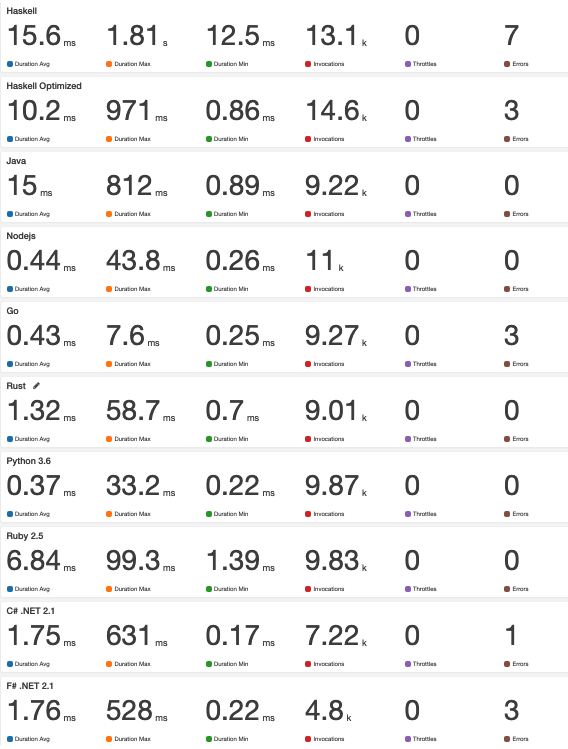 Haskell
15.6 ms 1.81 s 12.5 ms 13.1 k 0 7
Duration Avg Duration Max Duration Min Invocations Throttles Errors
Haskell Optimized
10.2 ms 971 ms 0.86 ms 14.6 k 0 3
Duration Avg Duration Max Duration Min Invocations Throttles Errors
Java
15 ms 812 ms 0.89 ms 9.22 k 0 0
Duration Avg Duration Max Duration Min Invocations Throttles Errors
Nodejs
0.44 ms 43.8 ms 0.26 ms 11 k 0 0
Duration Avg Duration Max Duration Min Invocations Throttles Errors
Go
0.43 ms 7.6 ms 0.25 ms 9.27 k 0 3
Duration Avg Duration Max Duration Min Invocations Throttles Errors
Rust
1.32 ms 58.7 ms 0.7 ms 9.01 k 0 0
Duration Avg Duration Max Duration Min Invocations Throttles Errors
Python 3.6
0.37 ms 33.2 ms 0.22 ms 9.87 k 0 0
Duration Avg Duration Max Duration Min Invocations Throttles Errors
Ruby 2.5
6.84 ms 99.3 ms 1.39 ms 9.83 k 0 0
Duration Avg Duration Max Duration Min Invocations Throttles Errors
C# .NET 2.1
1.75 ms 631 ms 0.17 ms 7.22 k 0 1
Duration Avg Duration Max Duration Min Invocations Throttles Errors
F# .NET 2.1
1.76 ms 528 ms 0.22 ms 4.8 k 0 3
Duration Avg Duration Max Duration Min Invocations Throttles Errors